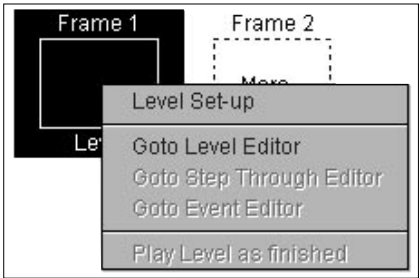 Frame 1 Frame 2
More
Level Set-up
Goto Level Editor
Goto Step Through Editor
Goto Event Editor
Play Level as finished